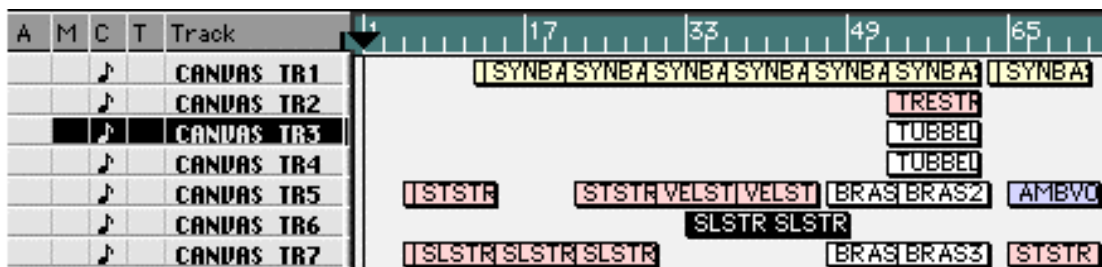 A M C T Track 1 17 33 49 65
CANVAS TR1 SYNBA SYNBA SYNBA SYNBA SYNBA SYNBAS SYNBAS
CANVAS TR2 TRESTR
CANVAS TR3 TUBBEL
CANVAS TR4 TUBBEL
CANVAS TR5 STSTR STSTR VELST VELST BRAS BRAS2 AMBVO
CANVAS TR6 SLSTR SLSTR
CANVAS TR7 SLSTR SLSTR SLSTR BRAS BRAS3 STSTR